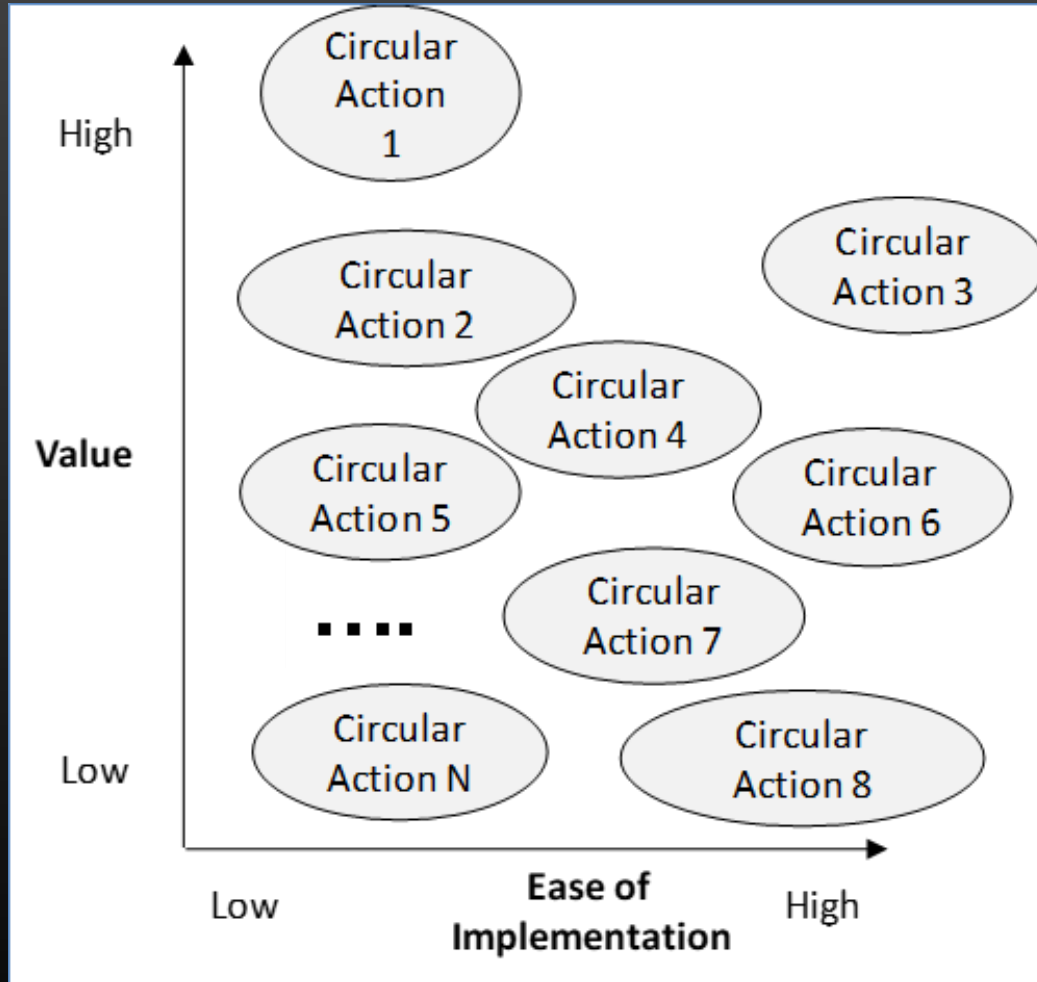 Circular
Action
1
High
Circular
Action 3
Circular
Action 2
Circular
Action 4
Value
Circular
Action 5
Circular
Action 6
Circular
Action 7
....
Circular
Action N
Circular
Action 8
Low
Low
Ease of
Implementation
High